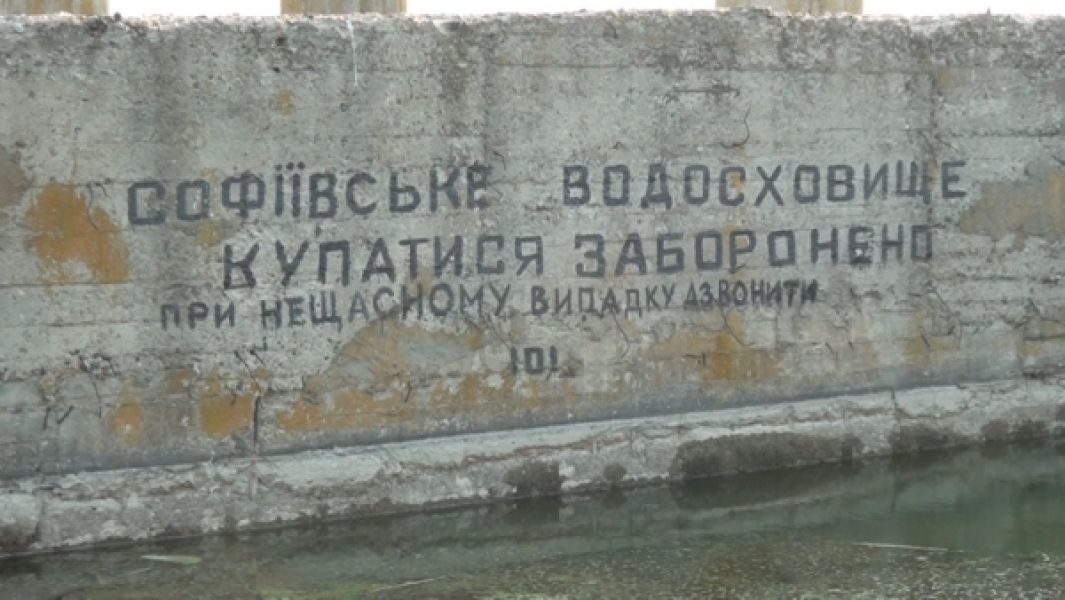 СОФІЇВСЬКЕ ВОДОСХОВИЩЕ
КУПАТИСЯ ЗАБОРОНЕНО
ПРИ НЕЩАСНОМУ ВИПАДКУ ДЗВОНИТИ
101